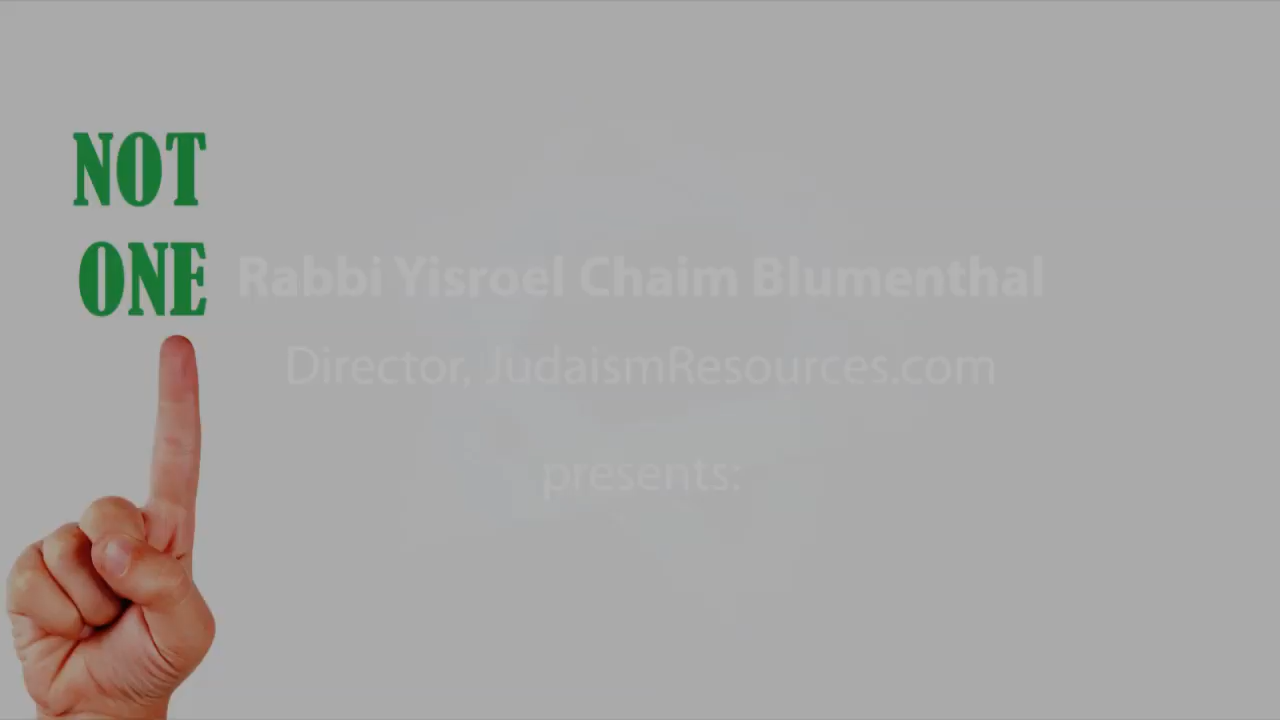 NOT
ONE
Rabbi Yisroel Chaim Blumenthal
Director, JudaismResources.com
presents: